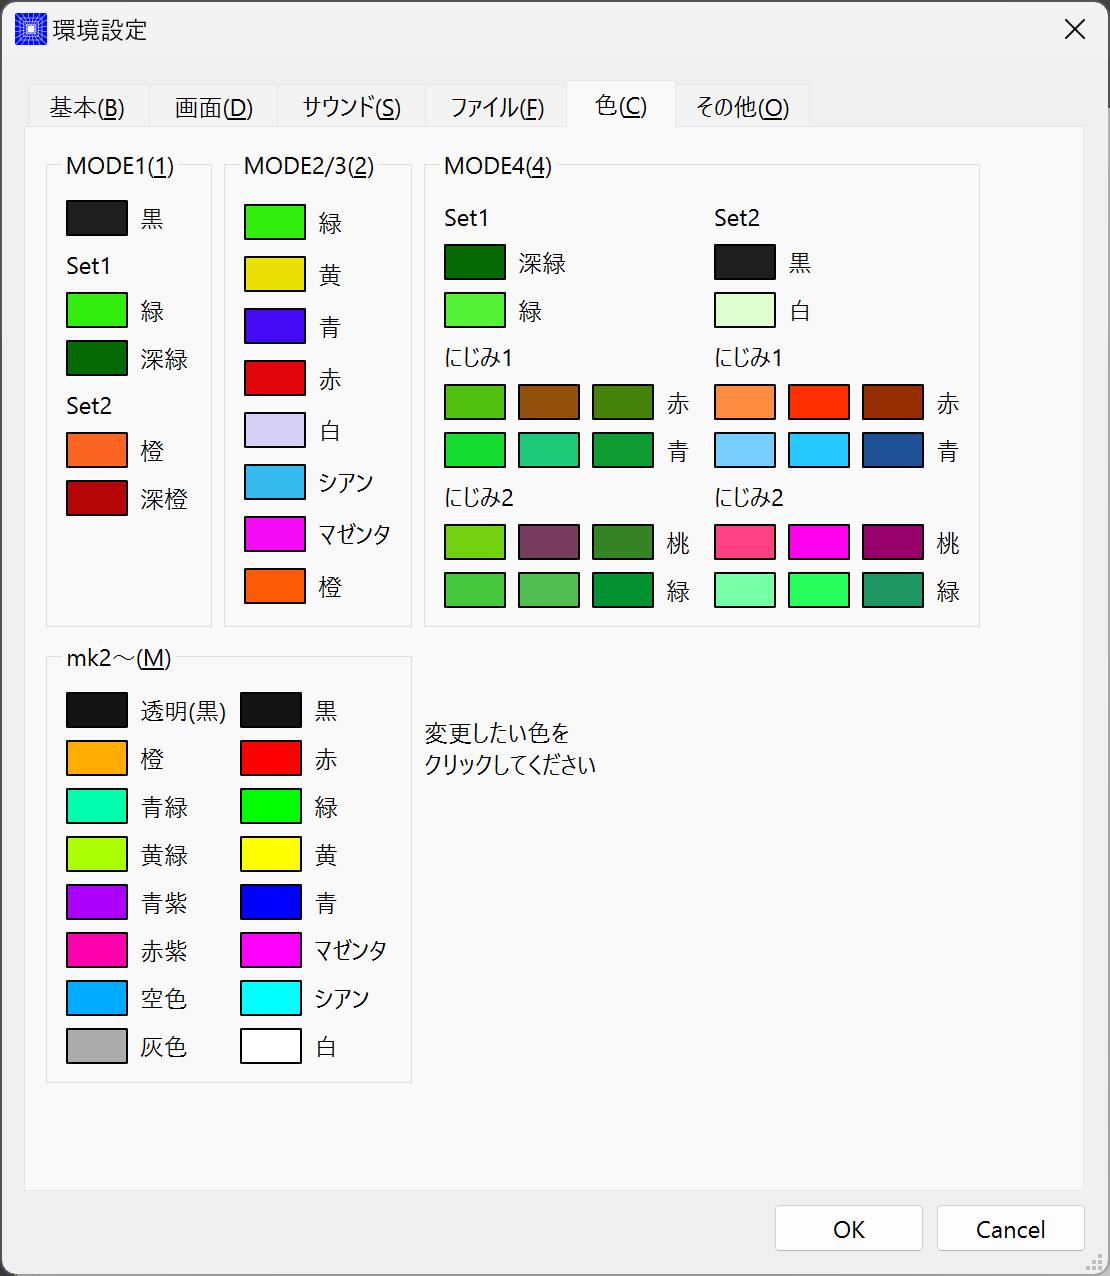 環境設定
基本(B)
画面(D)
サウンド(S)
ファイル(F)
色(C)
その他(O)
MODE1(1)
黒
Set1
緑
深緑
Set2
橙
深橙
MODE2/3(2)
緑
黄
青
赤
白
シアン
マゼンタ
橙
MODE4(4)
Set1
深緑
緑
にじみ1
赤
青
にじみ2
桃
緑
Set2
黒
白
にじみ1
赤
青
にじみ2
桃
緑
mk2～(M)
透明(黒)
橙
青緑
黄緑
青紫
赤紫
空色
灰色
黒
赤
緑
黄
青
マゼンタ
シアン
白
変更したい色を
クリックしてください
OK
Cancel